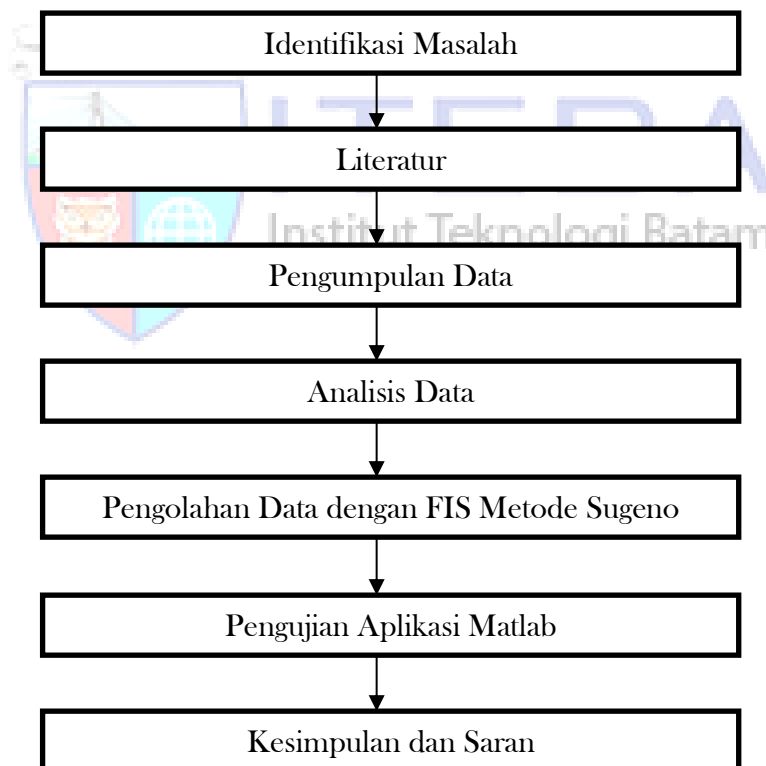 Identifikasi Masalah
ITEBA
Literatur
Institut Teknologi Batam
Pengumpulan Data
Analisis Data
Pengolahan Data dengan FIS Metode Sugeno
Pengujian Aplikasi Matlab
Kesimpulan dan Saran